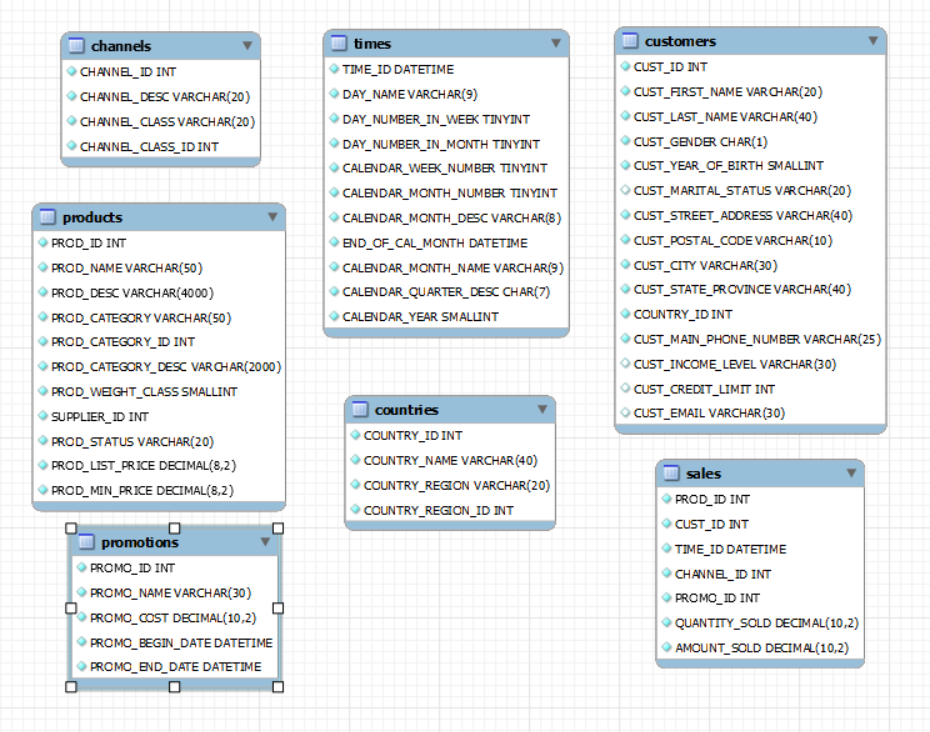 channels
CHANNEL_ID INT
CHANNEL_DESC VARCHAR(20)
CHANNEL_CLASS VARCHAR(20)
CHANNEL_CLASS_ID INT
times
TIME_ID DATETIME
DAY_NAME VARCHAR(9)
DAY_NUMBER_IN_WEEK TINYINT
DAY_NUMBER_IN_MONTH TINYINT
CALENDAR_WEEK_NUMBER TINYINT
CALENDAR_MONTH_NUMBER TINYINT
CALENDAR_MONTH_DESC VARCHAR(8)
END_OF_CAL_MONTH DATETIME
CALENDAR_MONTH_NAME VARCHAR(9)
CALENDAR_QUARTER_DESC CHAR(7)
CALENDAR_YEAR SMALLINT
customers
CUST_ID INT
CUST_FIRST_NAME VARCHAR(20)
CUST_LAST_NAME VARCHAR(40)
CUST_GENDER CHAR(1)
CUST_YEAR_OF_BIRTH SMALLINT
CUST_MARITAL_STATUS VARCHAR(20)
CUST_STREET_ADDRESS VARCHAR(40)
CUST_POSTAL_CODE VARCHAR(10)
CUST_CITY VARCHAR(30)
CUST_STATE_PROVINCE VARCHAR(40)
COUNTRY_ID INT
CUST_MAIN_PHONE_NUMBER VARCHAR(25)
CUST_INCOME_LEVEL VARCHAR(30)
CUST_CREDIT_LIMIT INT
CUST_EMAIL VARCHAR(30)
products
PROD_ID INT
PROD_NAME VARCHAR(50)
PROD_DESC VARCHAR(4000)
PROD_CATEGORY VARCHAR(50)
PROD_CATEGORY_ID INT
PROD_CATEGORY_DESC VARCHAR(2000)
PROD_WEIGHT_CLASS SMALLINT
SUPPLIER_ID INT
PROD_STATUS VARCHAR(20)
PROD_LIST_PRICE DECIMAL(8,2)
PROD_MIN_PRICE DECIMAL(8,2)
countries
COUNTRY_ID INT
COUNTRY_NAME VARCHAR(40)
COUNTRY_REGION VARCHAR(20)
COUNTRY_REGION_ID INT
sales
PROD_ID INT
CUST_ID INT
TIME_ID DATETIME
CHANNEL_ID INT
PROMO_ID INT
QUANTITY_SOLD DECIMAL(10,2)
AMOUNT_SOLD DECIMAL(10,2)
promotions
PROMO_ID INT
PROMO_NAME VARCHAR(30)
PROMO_COST DECIMAL(10,2)
PROMO_BEGIN_DATE DATETIME
PROMO_END_DATE DATETIME